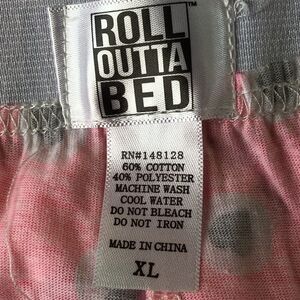 ROLL
OUTTA
BED
RN#148128
60% COTTON
40% POLYESTER
MACHINE WASH
COOL WATER
DO NOT BLEACH
DO NOT IRON
MADE IN CHINA
XL